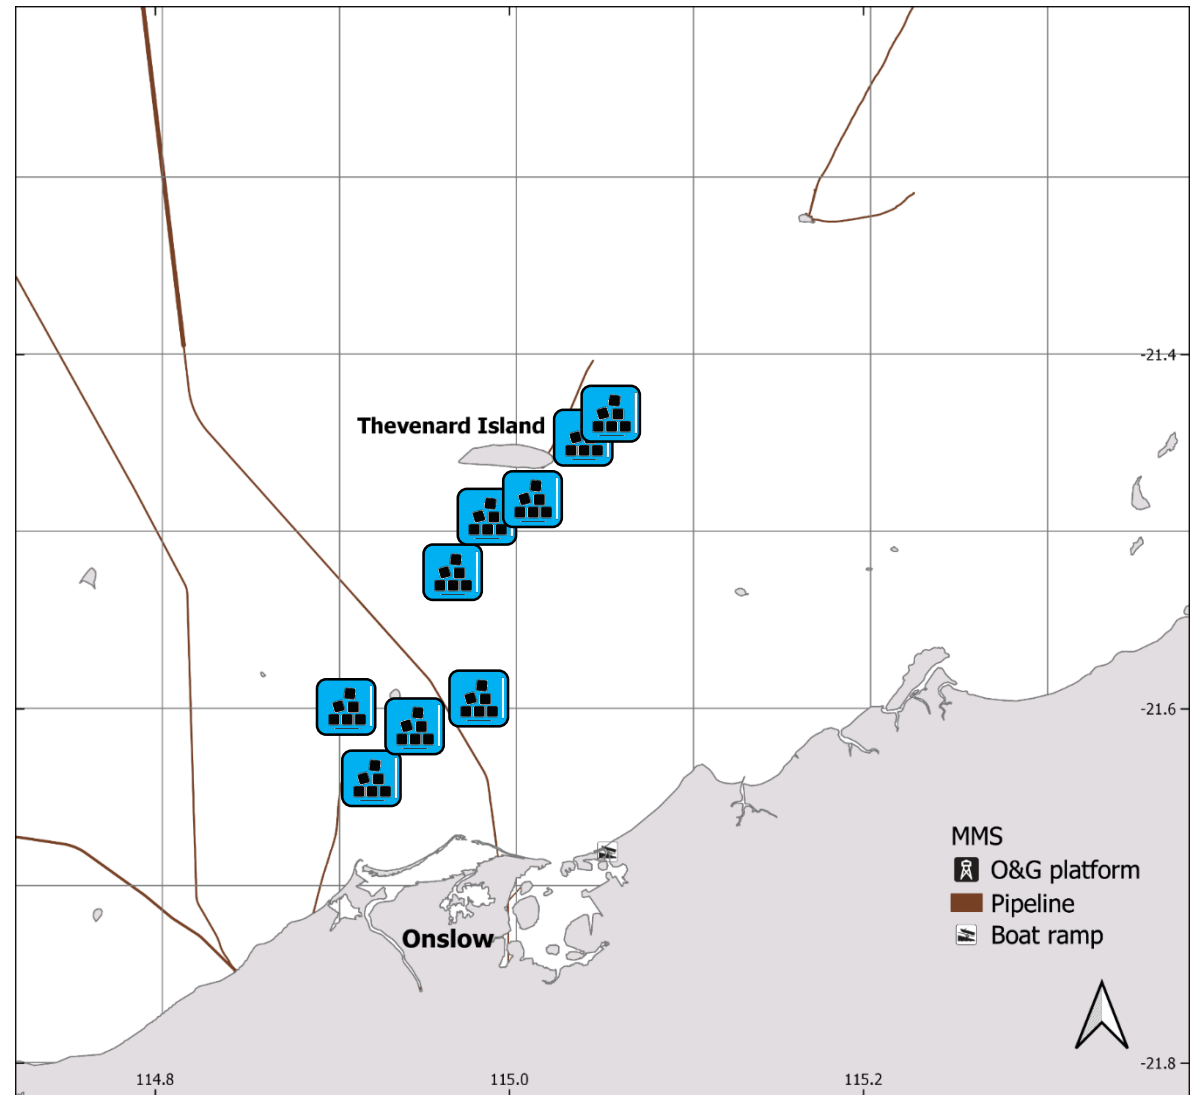 -21.4
Thevenard Island
-21.6
MMS
O&G platform
Pipeline
Boat ramp
Onslow
-21.8
114.8
115.0
115.2